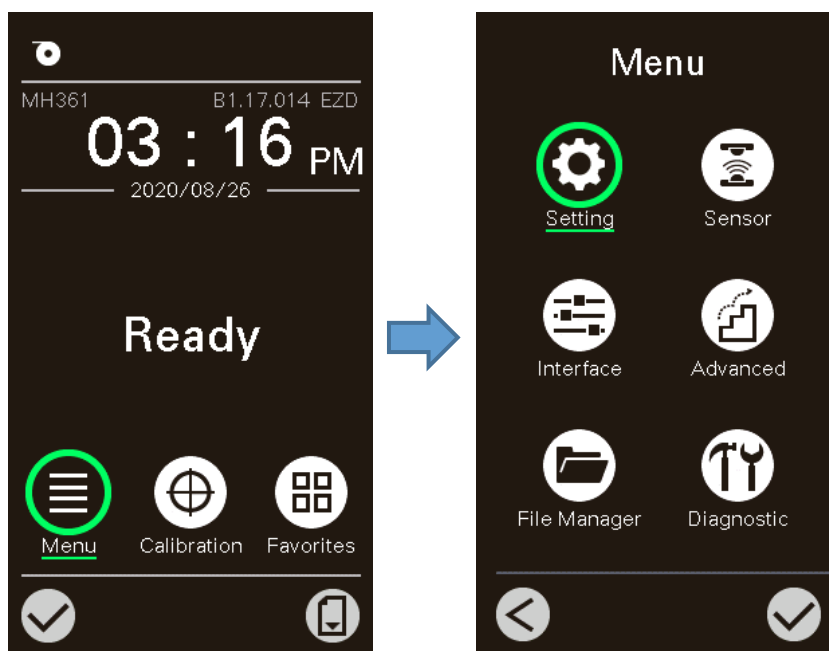 MH361 B1.17.014 EZD
03 : 16 PM
2020/08/26
Ready
Menu Calibration Favorites
Menu
Setting Sensor
Interface Advanced
File Manager Diagnostic